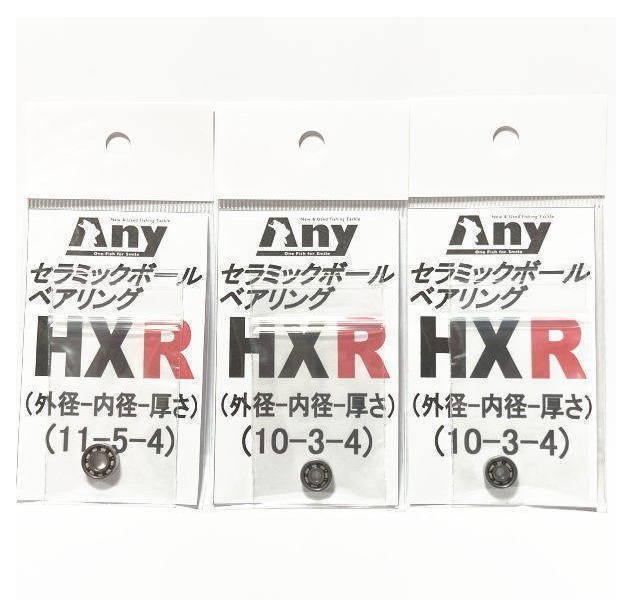 New & Used Fishing Tackle
Any
One Fish for Smile
セラミックボール
ベアリング
HXR
(外径-内径-厚さ)
(11-5-4)
New & Used Fishing Tackle
Any
One Fish for Smile
セラミックボール
ベアリング
HXR
(外径-内径-厚さ)
(10-3-4)
New & Used Fishing Tackle
Any
One Fish for Smile
セラミックボール
ベアリング
HXR
(外径-内径-厚さ)
(10-3-4)